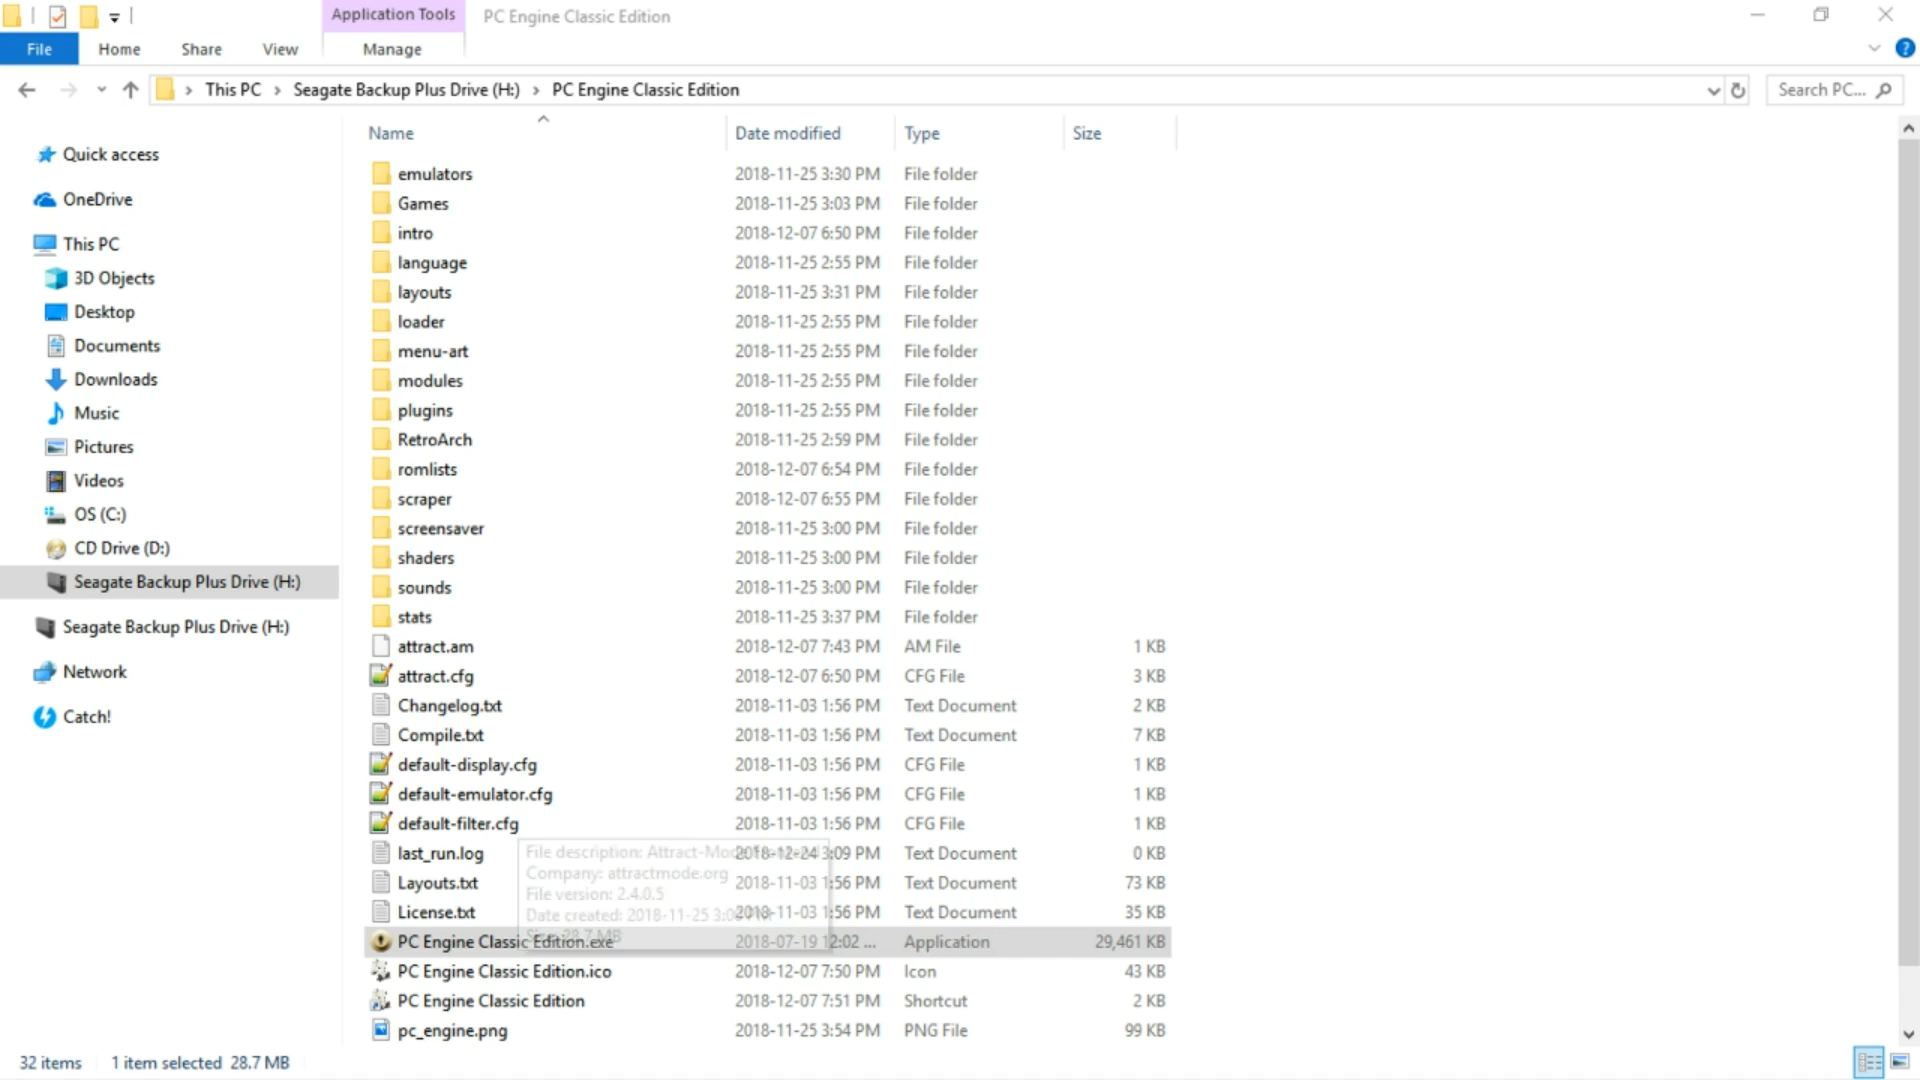 Application Tools PC Engine Classic Edition
File Home Share View Manage
This PC Seagate Backup Plus Drive (H:) PC Engine Classic Edition Search PC...
Name Date modified Type Size
Quick access
OneDrive
This PC
3D Objects
Desktop
Documents
Downloads
Music
Pictures
Videos
OS (C:)
CD Drive (D:)
Seagate Backup Plus Drive (H:)
Seagate Backup Plus Drive (H:)
Network
Catch!
emulators 2018-11-25 3:30 PM File folder
Games 2018-11-25 3:03 PM File folder
intro 2018-12-07 6:50 PM File folder
language 2018-11-25 2:55 PM File folder
layouts 2018-11-25 3:31 PM File folder
loader 2018-11-25 2:55 PM File folder
menu-art 2018-11-25 2:55 PM File folder
modules 2018-11-25 2:55 PM File folder
plugins 2018-11-25 2:55 PM File folder
RetroArch 2018-11-25 2:59 PM File folder
romlists 2018-12-07 6:54 PM File folder
scraper 2018-12-07 6:55 PM File folder
screensaver 2018-11-25 3:00 PM File folder
shaders 2018-11-25 3:00 PM File folder
sounds 2018-11-25 3:00 PM File folder
stats 2018-11-25 3:37 PM File folder
attract.am 2018-12-07 7:43 PM AM File 1 KB
attract.cfg 2018-12-07 6:50 PM CFG File 3 KB
Changelog.txt 2018-11-03 1:56 PM Text Document 2 KB
Compile.txt 2018-11-03 1:56 PM Text Document 7 KB
default-display.cfg 2018-11-03 1:56 PM CFG File 1 KB
default-emulator.cfg 2018-11-03 1:56 PM CFG File 1 KB
default-filter.cfg 2018-11-03 1:56 PM CFG File 1 KB
last_run.log 2018-12-24 3:09 PM Text Document 0 KB
Layouts.txt 2018-11-03 1:56 PM Text Document 73 KB
License.txt 2018-11-03 1:56 PM Text Document 35 KB
PC Engine Classic Edition.exe 2018-07-19 12:02 ... Application 29,461 KB
PC Engine Classic Edition.ico 2018-12-07 7:50 PM Icon 43 KB
PC Engine Classic Edition 2018-12-07 7:51 PM Shortcut 2 KB
pc_engine.png 2018-11-25 3:54 PM PNG File 99 KB
File description:
Company: attractmode.org
File version: 2.4.0.5
Date created: 2018-11-25
Size: 28.7 MB
32 items 1 item selected 28.7 MB